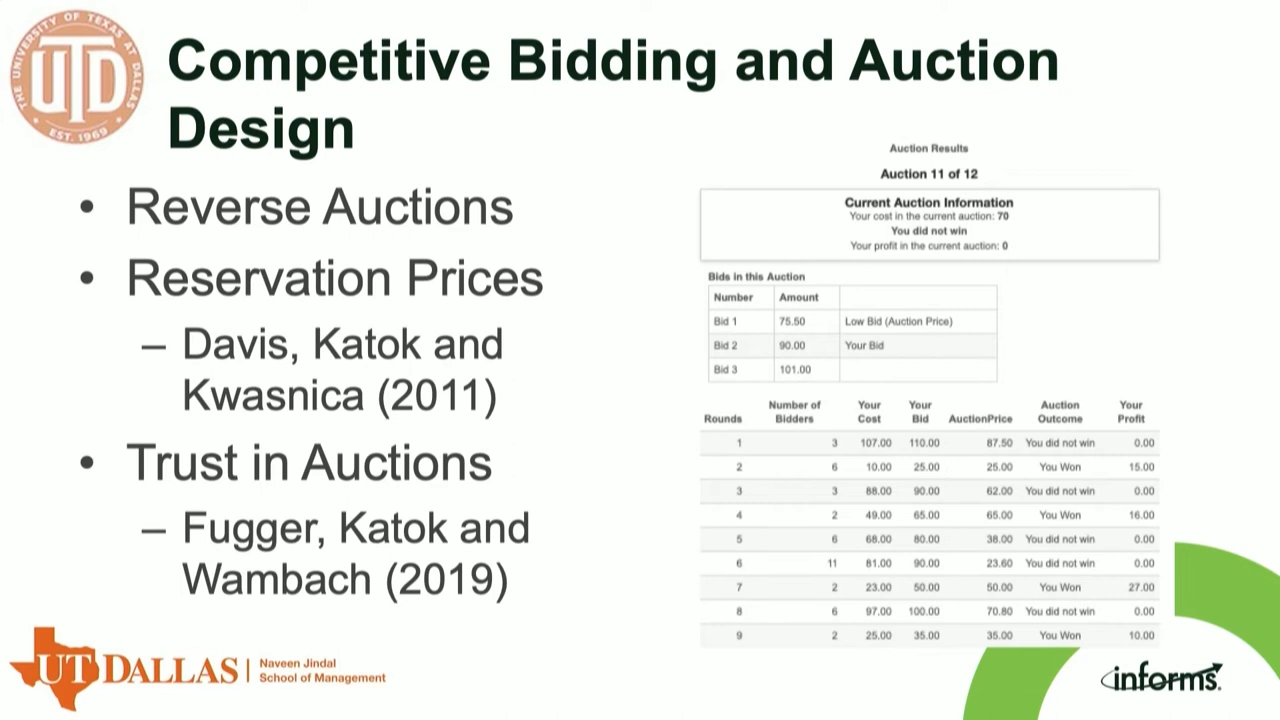 THE UNIVERSITY OF TEXAS AT DALLAS
UTD
EST. 1969
Competitive Bidding and Auction
Design
• Reverse Auctions
• Reservation Prices
– Davis, Katok and
Kwasnica (2011)
• Trust in Auctions
– Fugger, Katok and
Wambach (2019)
Auction Results
Auction 11 of 12
Current Auction Information
Your cost in the current auction: 70
You did not win
Your profit in the current auction: 0
Bids in this Auction
Number Amount
Bid 1 75.50 Low Bid (Auction Price)
Bid 2 90.00 Your Bid
Bid 3 101.00
Number of Your Your Auction Your
Rounds Bidders Cost Bid AuctionPrice Outcome Profit
1 3 107.00 110.00 87.50 You did not win 0.00
2 6 10.00 25.00 25.00 You Won 15.00
3 3 88.00 90.00 62.00 You did not win 0.00
4 2 49.00 65.00 65.00 You Won 16.00
5 6 68.00 80.00 38.00 You did not win 0.00
6 11 81.00 90.00 23.60 You did not win 0.00
7 2 23.00 50.00 50.00 You Won 27.00
8 6 97.00 100.00 70.80 You did not win 0.00
9 2 25.00 35.00 35.00 You Won 10.00
UT DALLAS
Naveen Jindal
School of Management
informs.